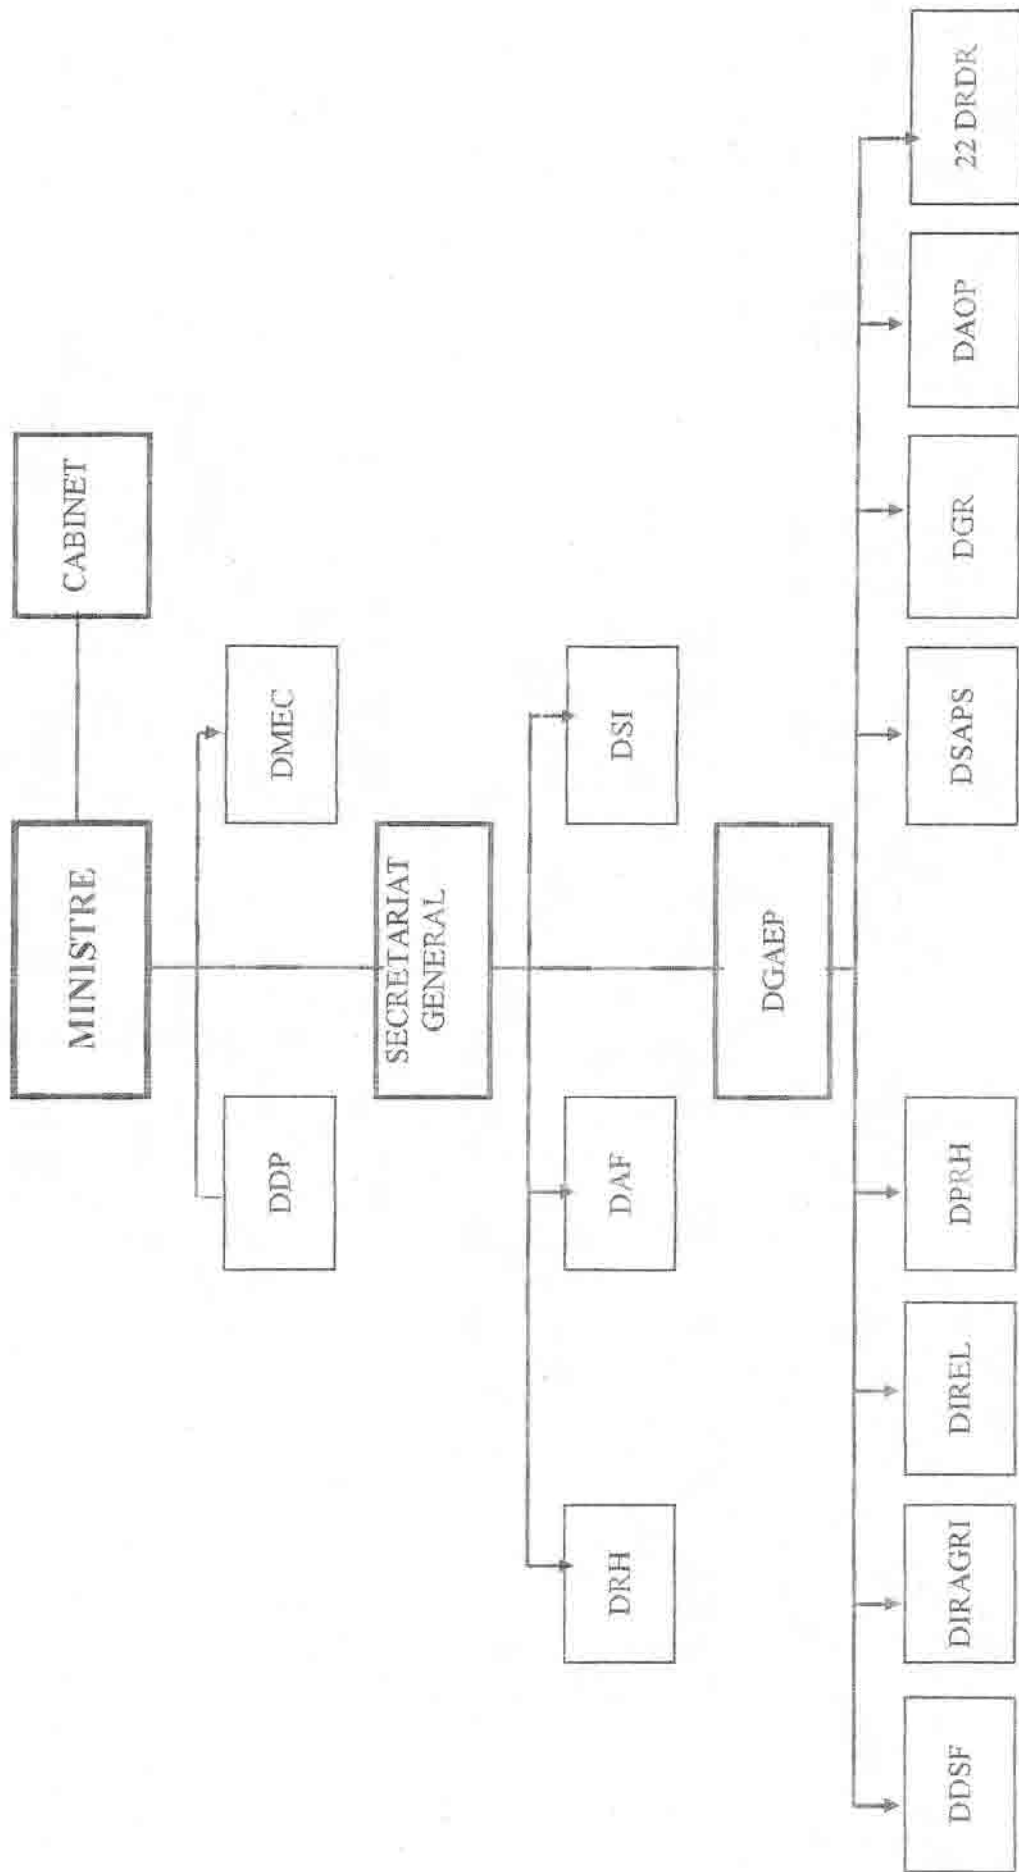 MINISTRE
CABINET
DDP
DMEC
SECRETARIAT
GENERAL
DRH
DAF
DSI
DGAEP
DDSF
DIRAGRI
DIREL
DPRH
DSAPS
DGR
DAOP
22 DRDR